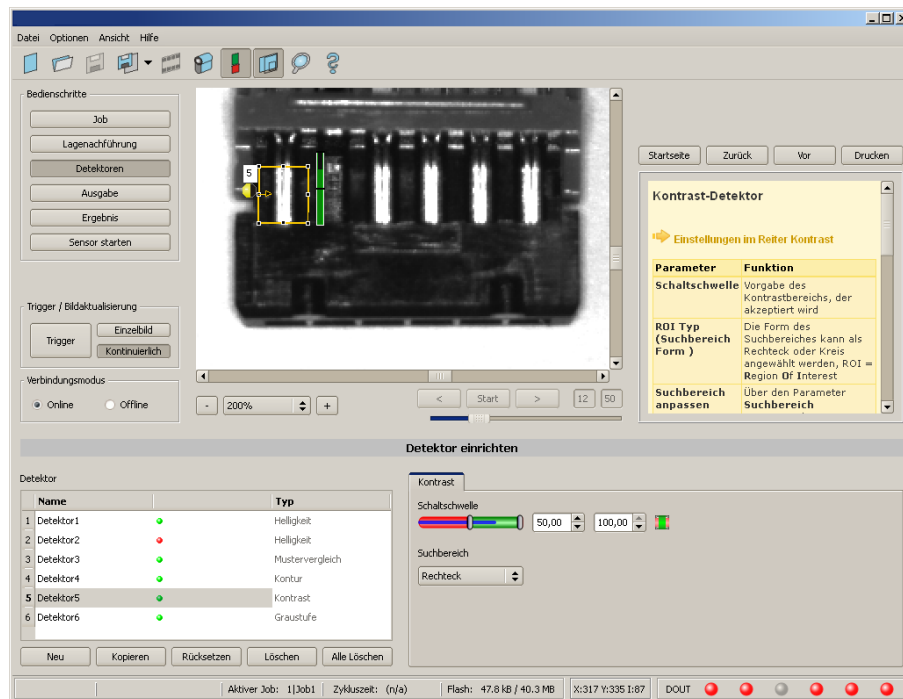 Datei Optionen Ansicht Hilfe
Bedienschritte
Job
Lagenachführung
Detektoren
Ausgabe
Ergebnis
Sensor starten
Trigger / Bildaktualisierung
Trigger
Einzelbild
Kontinuierlich
Verbindungsmodus
Online Offline
5
- 200% +
< Start > 12 50
Startseite Zurück Vor Drucken
Kontrast-Detektor
Einstellungen im Reiter Kontrast
Parameter Funktion
Schaltschwelle Vorgabe des
Kontrastbereichs, der
akzeptiert wird
ROI Typ Die Form des
(Suchbereich Suchbereiches kann als
Form ) Rechteck oder Kreis
angewählt werden, ROI =
Region Of Interest
Suchbereich Über den Parameter
anpassen Suchbereich
Detektor einrichten
Detektor
Name Typ
1 Detektor1 Helligkeit
2 Detektor2 Helligkeit
3 Detektor3 Mustervergleich
4 Detektor4 Kontur
5 Detektor5 Kontrast
6 Detektor6 Graustufe
Neu Kopieren Rücksetzen Löschen Alle Löschen
Kontrast
Schaltschwelle
50,00 100,00
Suchbereich
Rechteck
Aktiver Job: 1|Job1 Zykluszeit: (n/a) Flash: 47.8 kB / 40.3 MB X:317 Y:335 I:87 DOUT